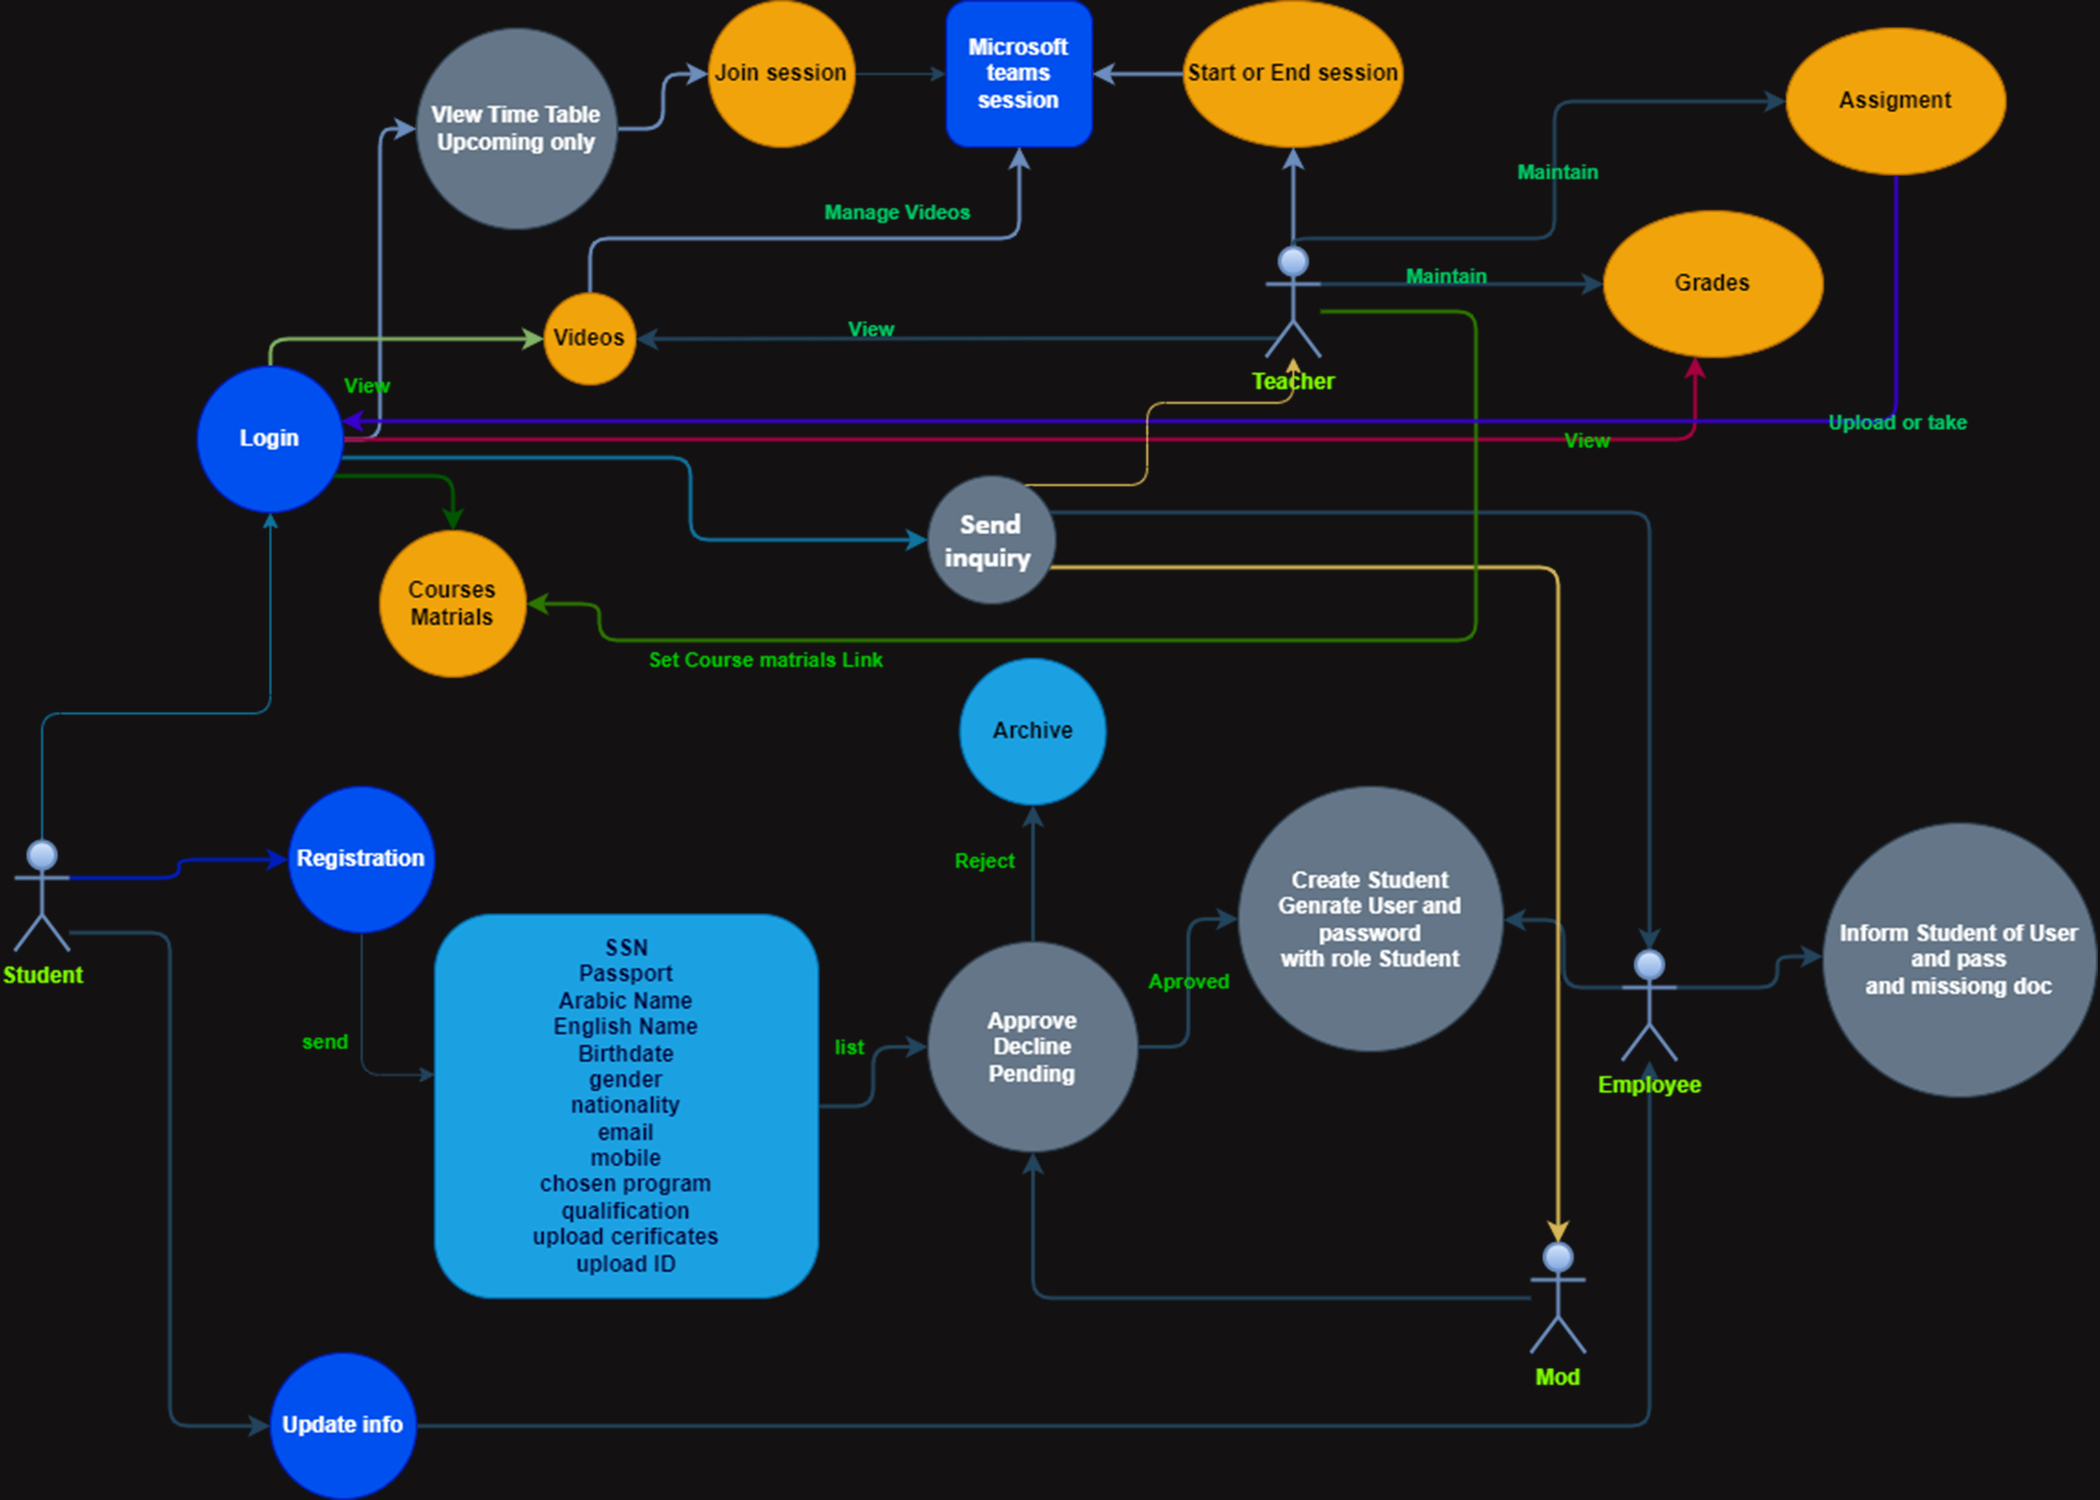 VIew Time Table
Upcoming only
Join session
Microsoft
teams
session
Start or End session
Assigment
Maintain
Manage Videos
Maintain
Grades
Videos
View
Teacher
View
Login
Upload or take
View
Send
inquiry
Courses
Matrials
Set Course matrials Link
Archive
Registration
Reject
Student
send
SSN
Passport
Arabic Name
English Name
Birthdate
gender
nationality
email
mobile
chosen program
qualification
upload cerificates
upload ID
list
Approve
Decline
Pending
Aproved
Create Student
Genrate User and
password
with role Student
Employee
Inform Student of User
and pass
and missiong doc
Mod
Update info